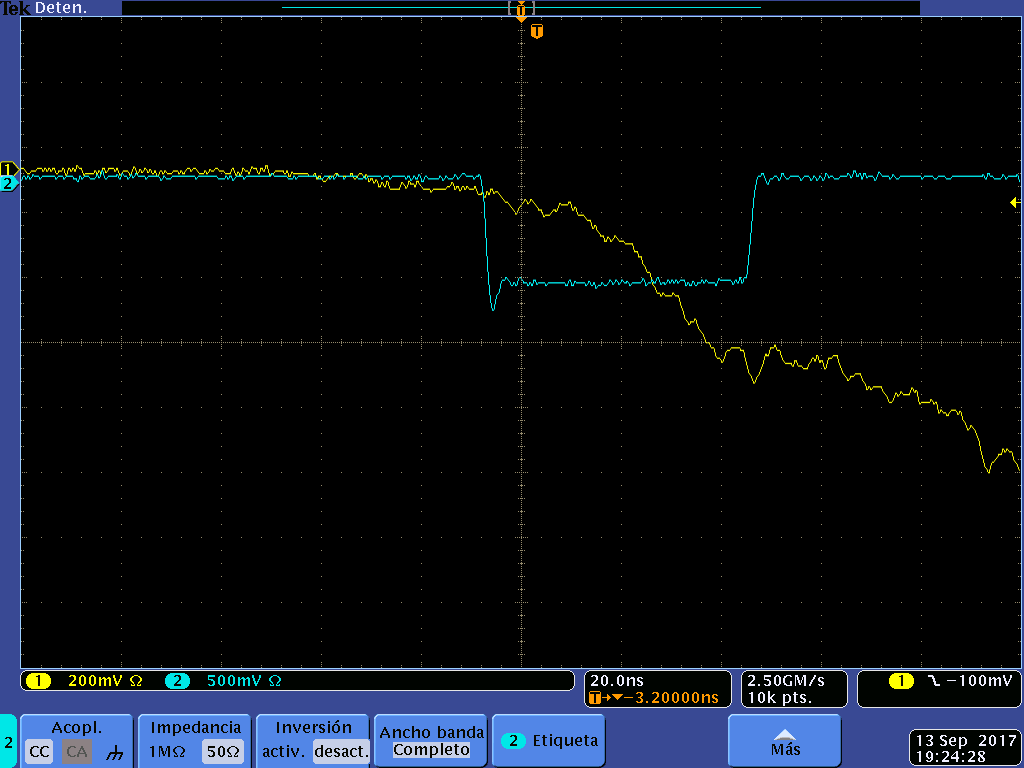 Tek Deten.
T
T
1
2
1 200mV Ω 2 500mV Ω
20.0ns
T→▼−3.20000ns
2.50GM/s
10k pts.
1 −100mV
2
Acopl.
CC CA
Impedancia
1MΩ 50Ω
Inversión
activ. desact.
Ancho banda
Completo
2 Etiqueta
Más
13 Sep 2017
19:24:28